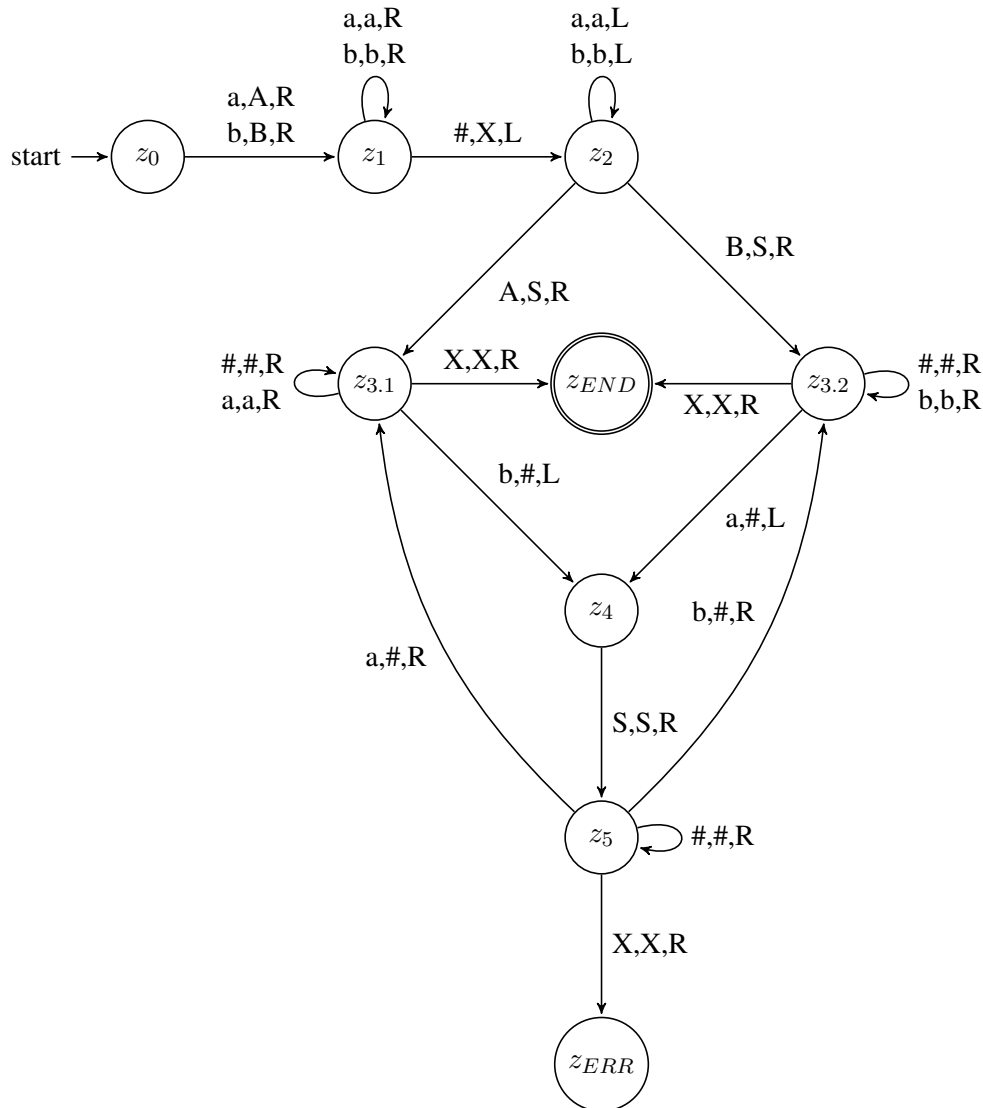 a,a,R
b,b,R
a,a,L
b,b,L
a,A,R
b,B,R
#,X,L
start
z0
z1
z2
B,S,R
A,S,R
#,#,R
a,a,R
z3.1
X,X,R
zEND
X,X,R
z3.2
#,#,R
b,b,R
b,#,L
a,#,L
z4
b,#,R
a,#,R
S,S,R
z5
#,#,R
X,X,R
zERR